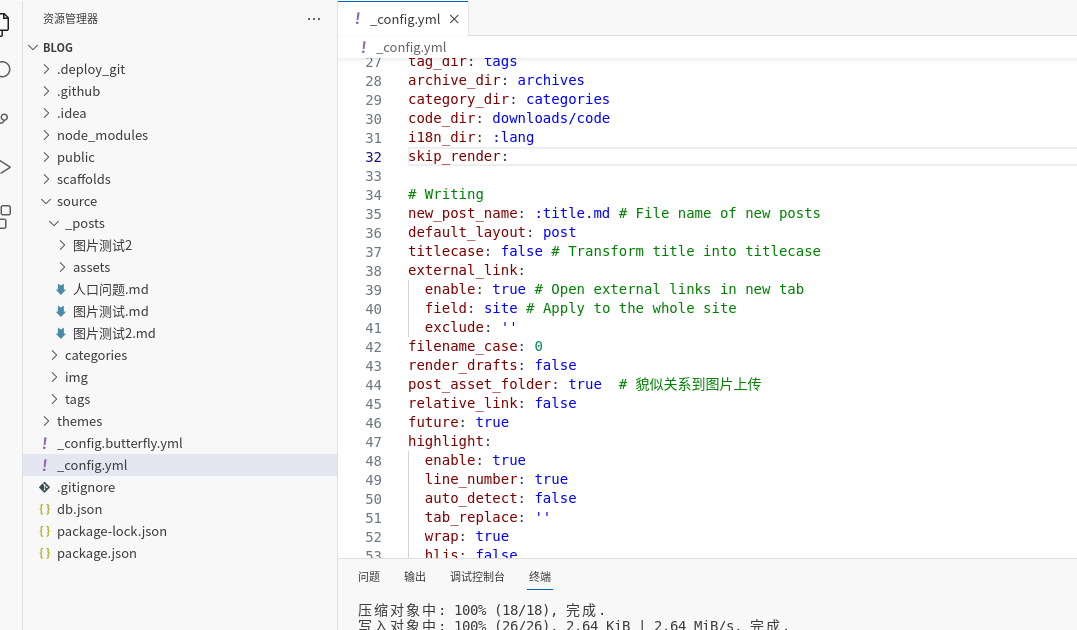 资源管理器
BLOG
.deploy_git
.github
.idea
node_modules
public
scaffolds
source
_posts
图片测试2
assets
人口问题.md
图片测试.md
图片测试2.md
categories
img
tags
themes
_config.butterfly.yml
_config.yml
.gitignore
db.json
package-lock.json
package.json
_config.yml
_config.yml
27 tag_dir: tags
28 archive_dir: archives
29 category_dir: categories
30 code_dir: downloads/code
31 i18n_dir: :lang
32 skip_render:
33
34 # Writing
35 new_post_name: :title.md # File name of new posts
36 default_layout: post
37 titlecase: false # Transform title into titlecase
38 external_link:
39   enable: true # Open external links in new tab
40   field: site # Apply to the whole site
41   exclude: ''
42 filename_case: 0
43 render_drafts: false
44 post_asset_folder: true  # 貌似关系到图片上传
45 relative_link: false
46 future: true
47 highlight:
48   enable: true
49   line_number: true
50   auto_detect: false
51   tab_replace: ''
52   wrap: true
53   hljs: false
问题 输出 调试控制台 终端
压缩对象中: 100% (18/18), 完成.
写入对象中: 100% (26/26), 2.64 KiB | 2.64 MiB/s, 完成.